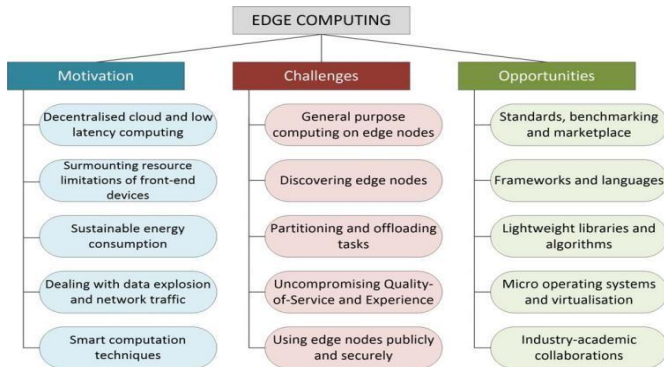 EDGE COMPUTING
Motivation
Decentralised cloud and low
latency computing
Surmounting resource
limitations of front-end
devices
Sustainable energy
consumption
Dealing with data explosion
and network traffic
Smart computation
techniques
Challenges
General purpose
computing on edge nodes
Discovering edge nodes
Partitioning and offloading
tasks
Uncompromising Quality-
of-Service and Experience
Using edge nodes publicly
and securely
Opportunities
Standards, benchmarking
and marketplace
Frameworks and languages
Lightweight libraries and
algorithms
Micro operating systems
and virtualisation
Industry-academic
collaborations